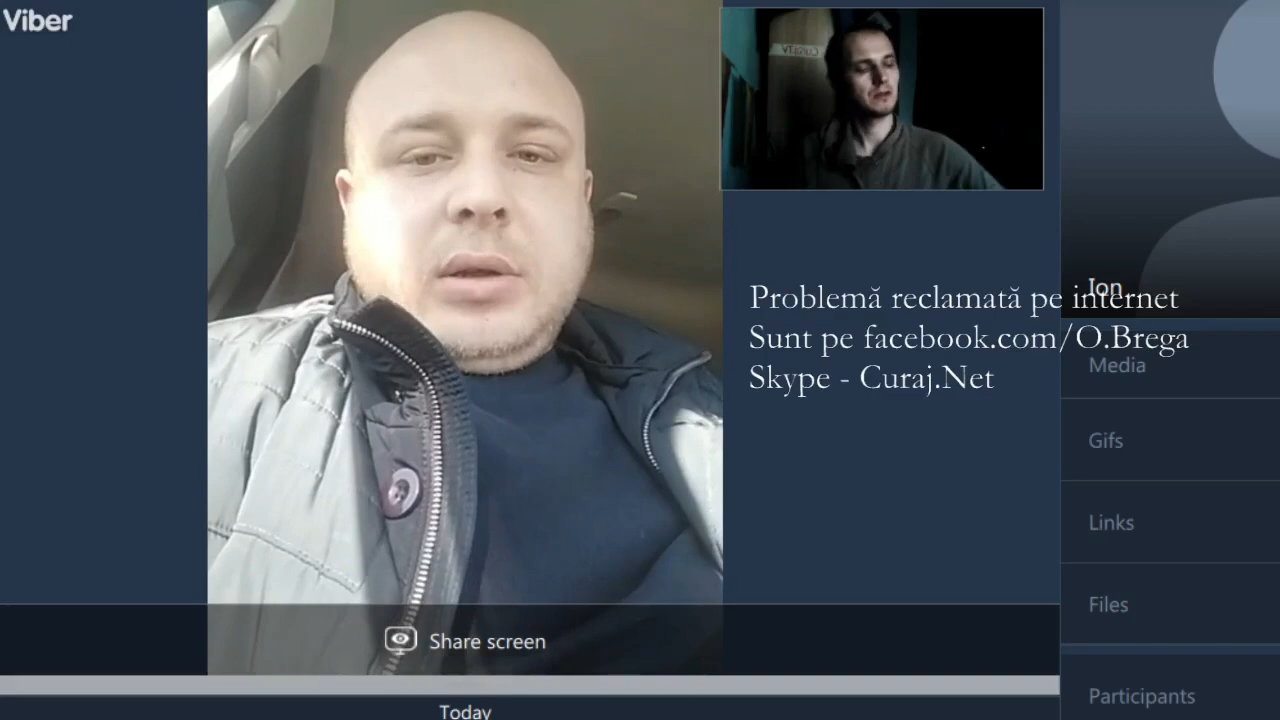 Viber
Ion
Problemă reclamată pe internet
Sunt pe facebook.com/O.Brega
Skype - Curaj.Net
Media
Gifs
Links
Files
Share screen
Participants
Today